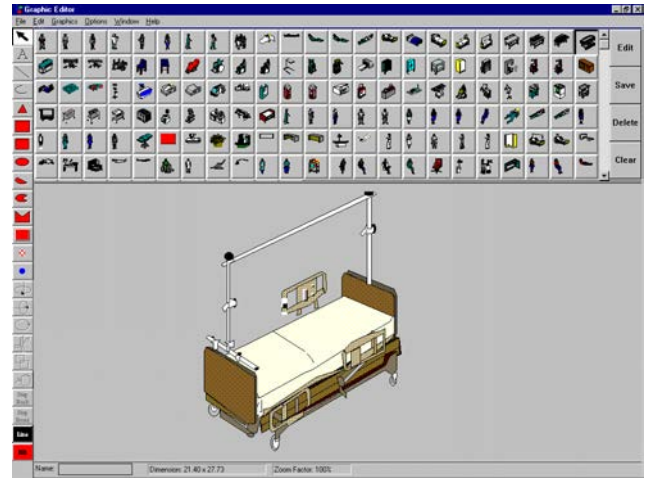 Graphic Editor
File Edit Graphics Options Window Help
A
Edit
Save
Delete
Clear
Line
Name: Dimension: 21.40 x 27.73 Zoom Factor: 100%